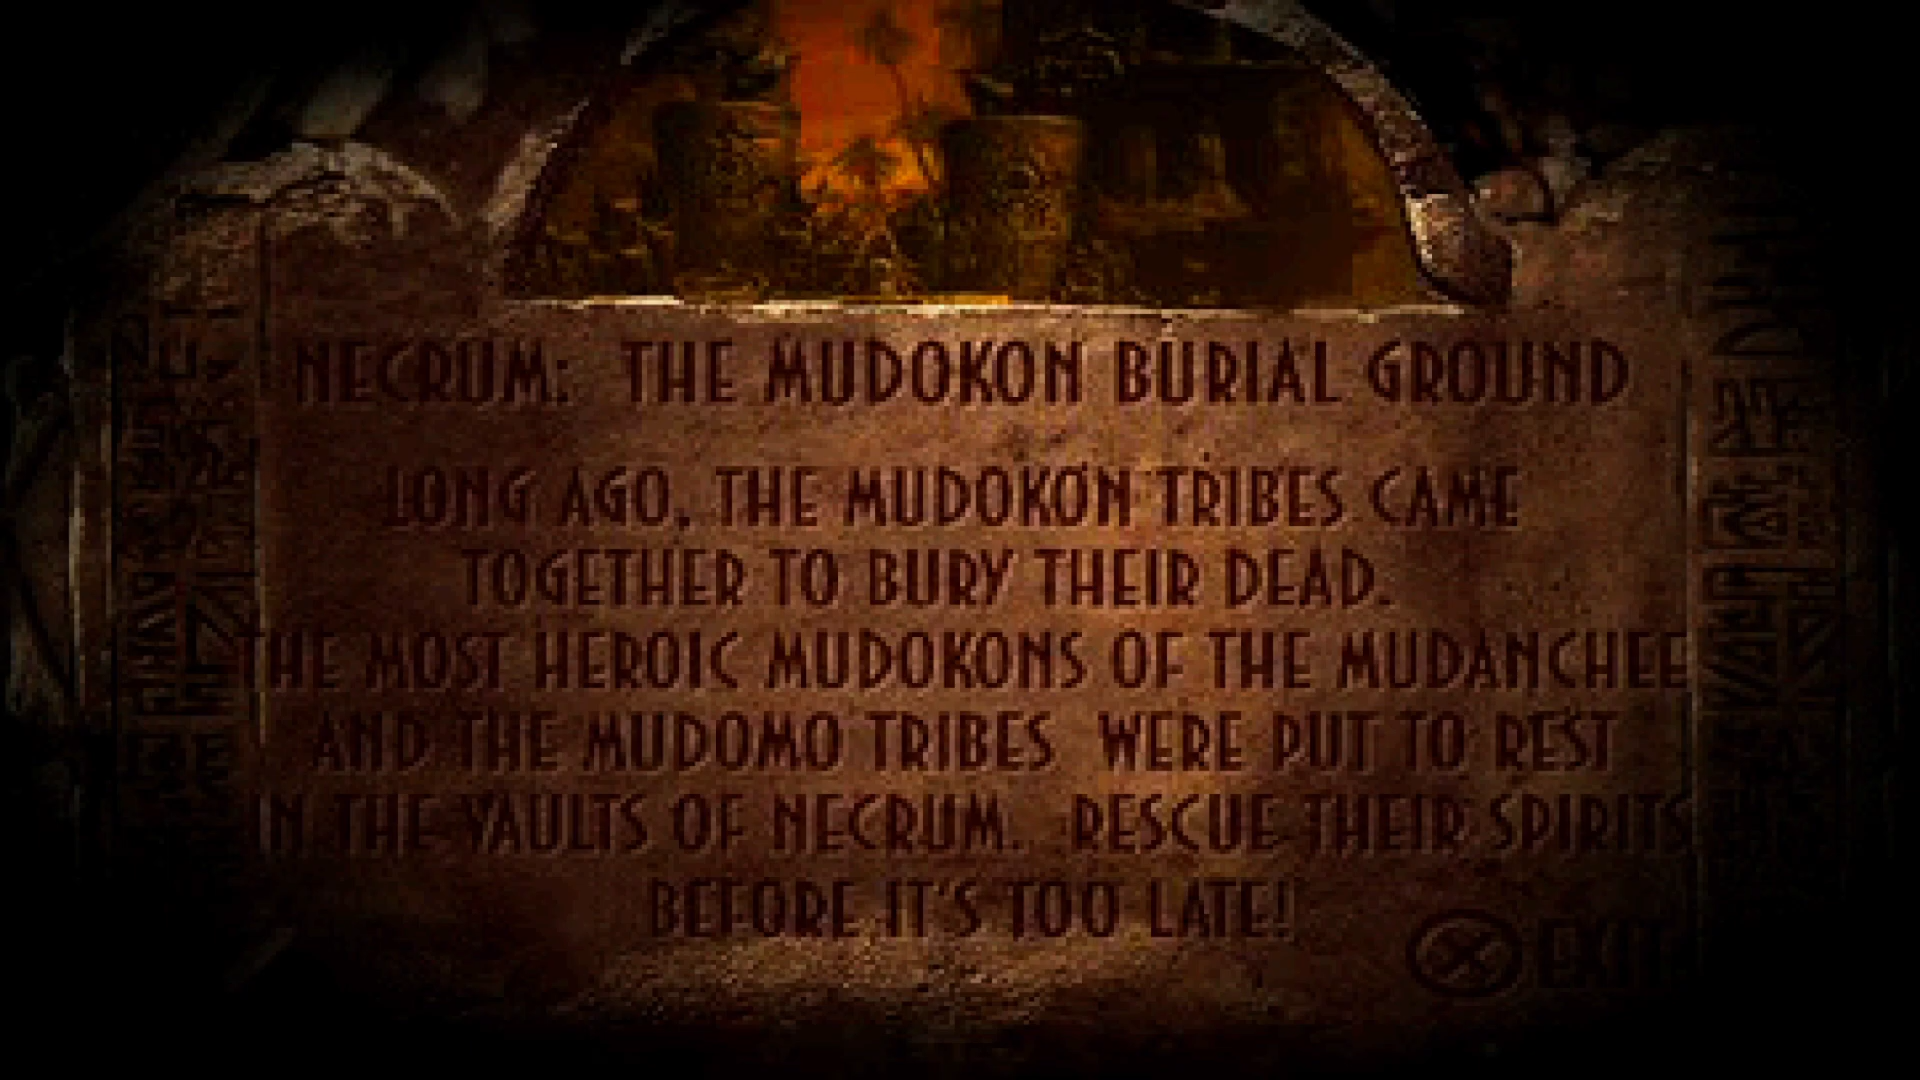 NECRUM: THE MUDOKON BURIAL GROUND
LONG AGO, THE MUDOKON TRIBES CAME
TOGETHER TO BURY THEIR DEAD.
THE MOST HEROIC MUDOKONS OF THE MUDANCHEE
AND THE MUDOMO TRIBES WERE PUT TO REST
IN THE VAULTS OF NECRUM. RESCUE THEIR SPIRITS
BEFORE IT'S TOO LATE!
EXIT